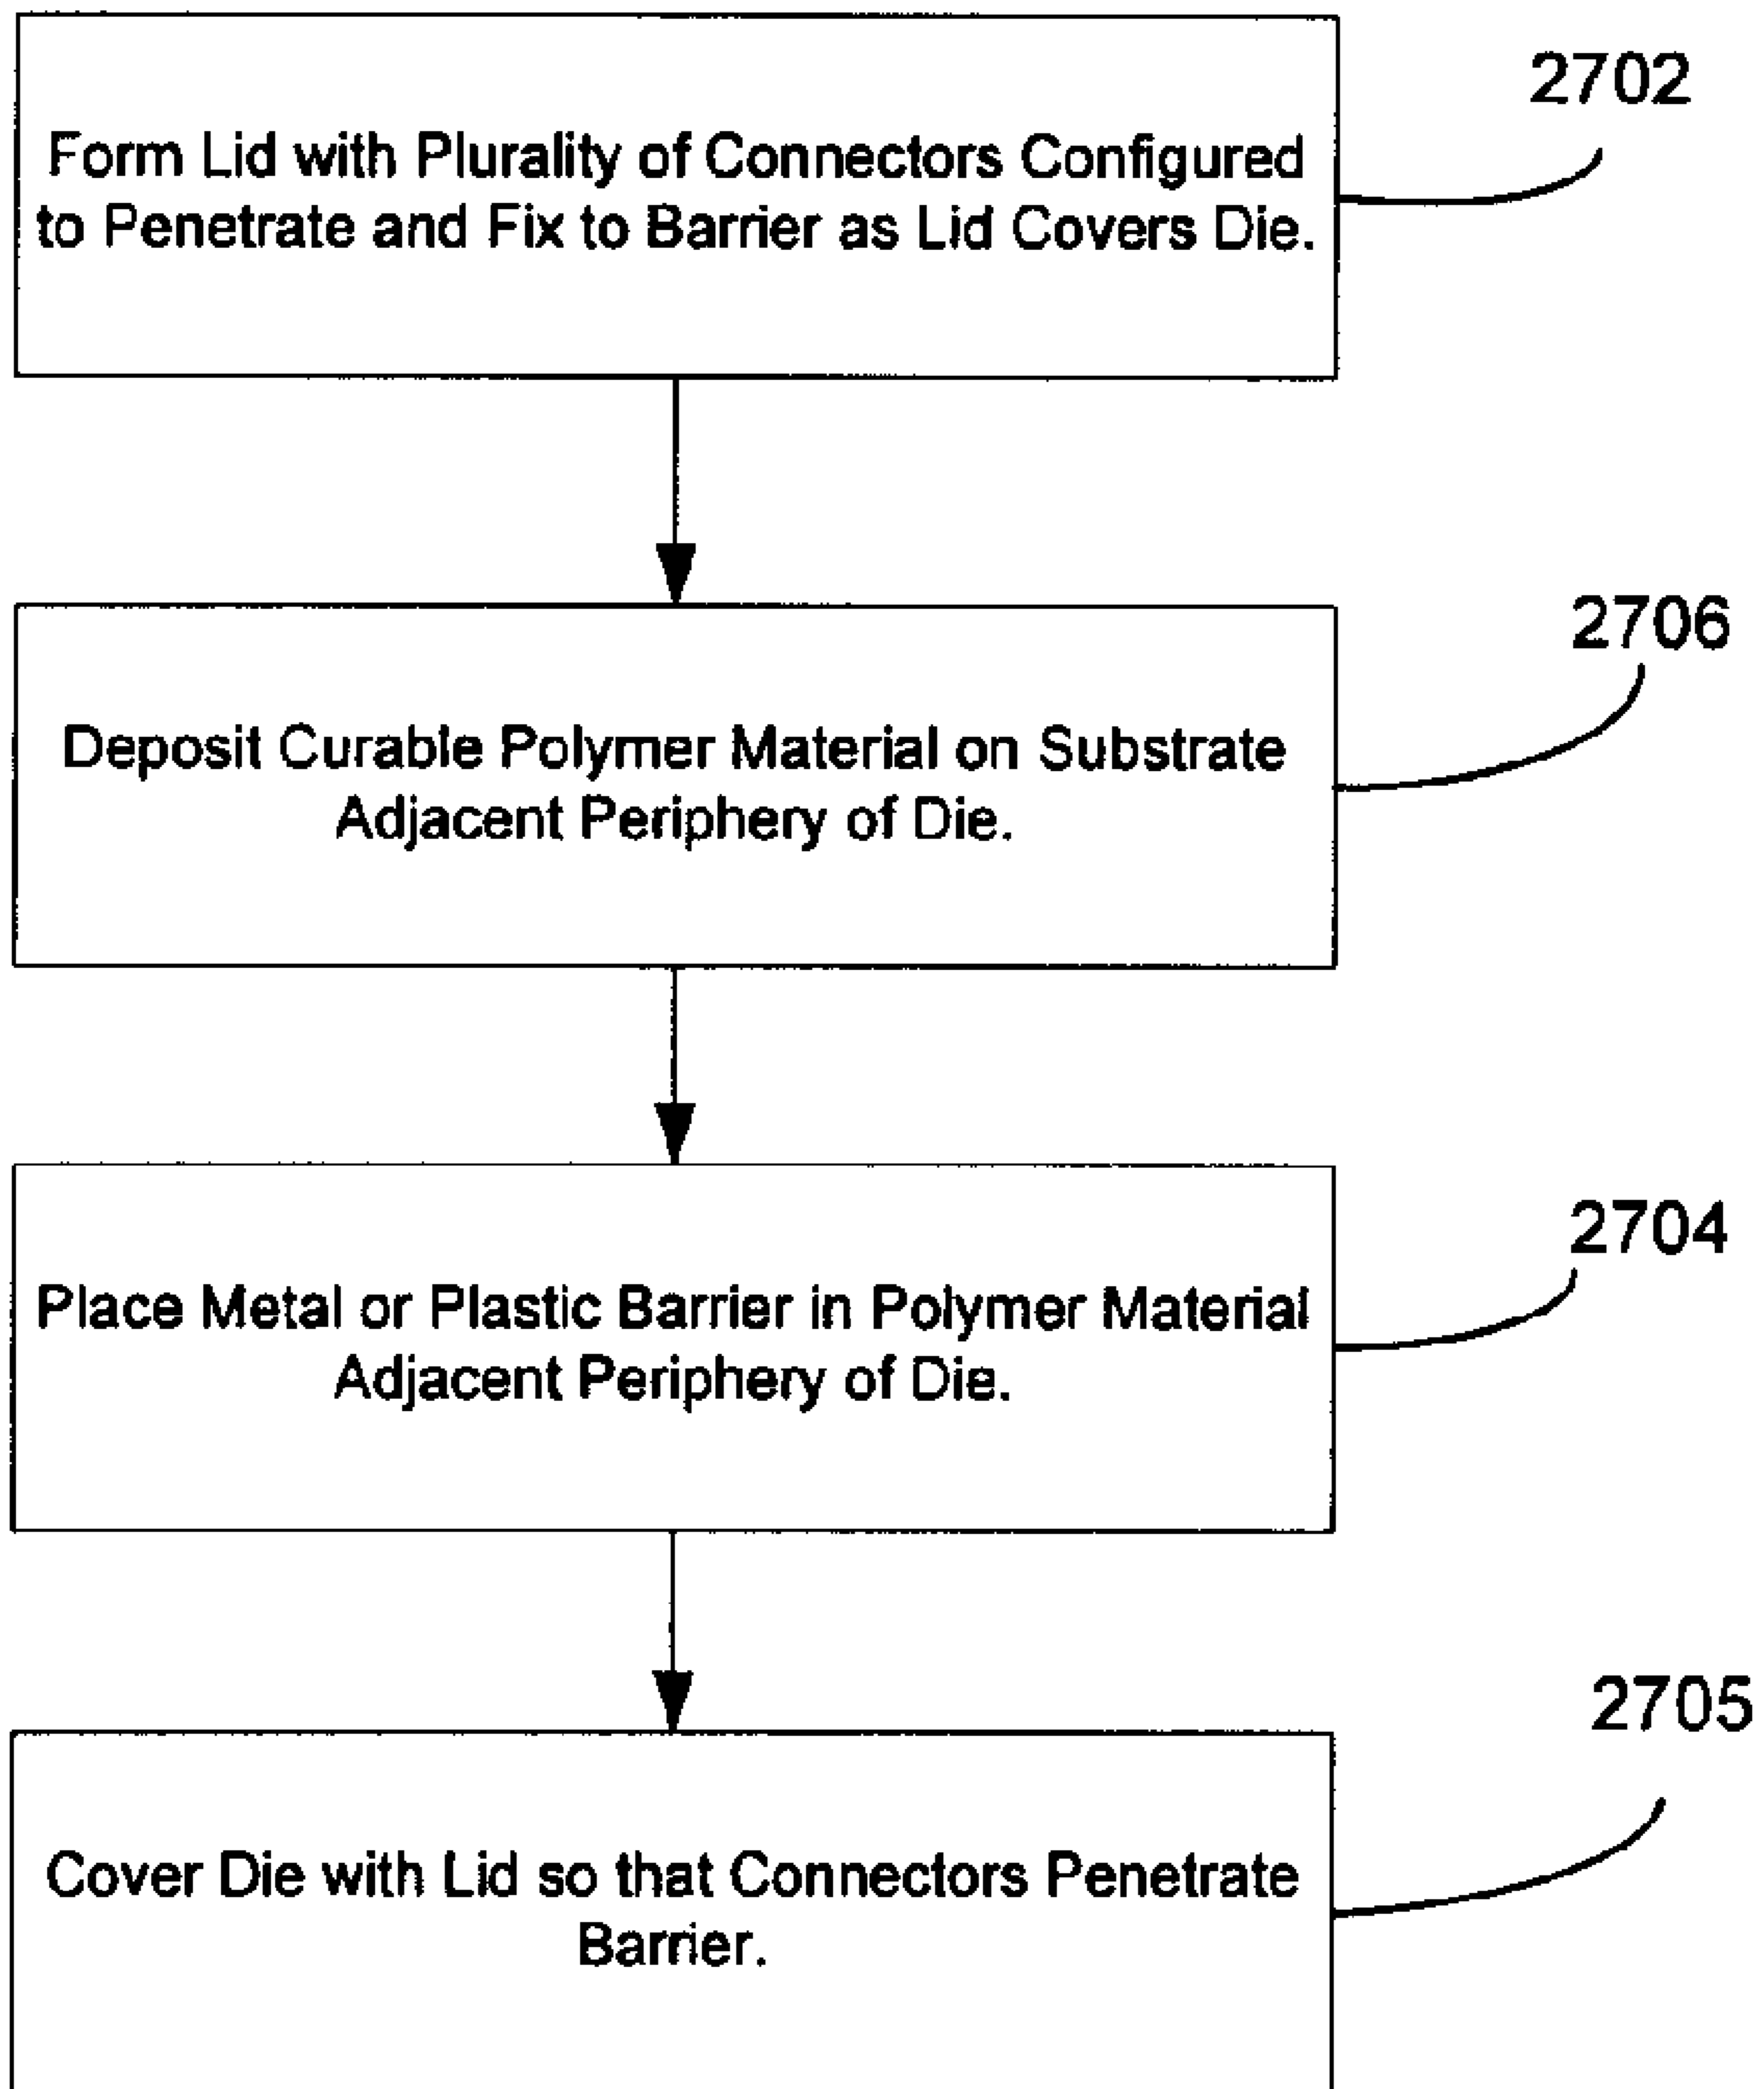 2702
Form Lid with Plurality of Connectors Configured
to Penetrate and Fix to Barrier as Lid Covers Die.
2706
Deposit Curable Polymer Material on Substrate
Adjacent Periphery of Die.
2704
Place Metal or Plastic Barrier in Polymer Material
Adjacent Periphery of Die.
2705
Cover Die with Lid so that Connectors Penetrate
Barrier.